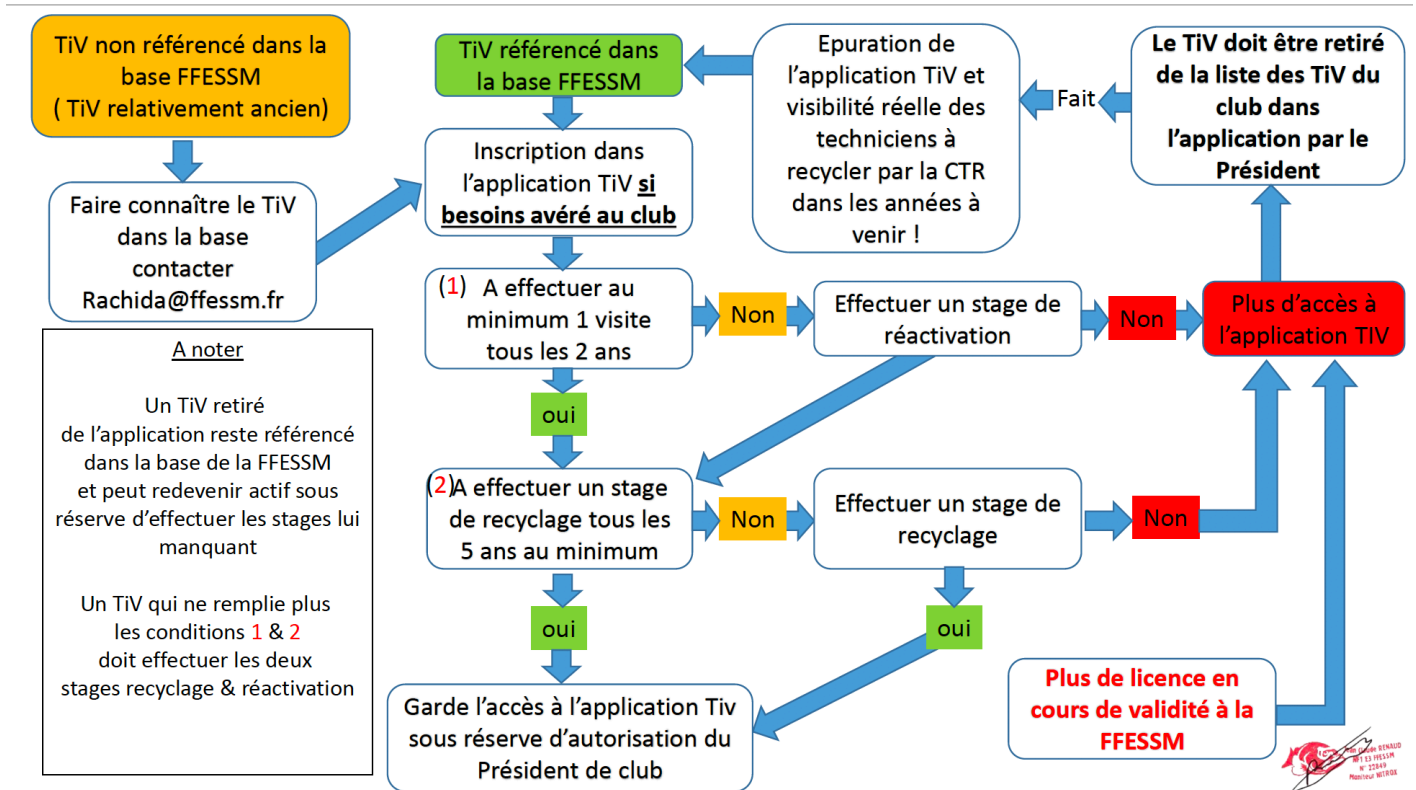 TiV non référencé dans la
base FFESSM
( TiV relativement ancien)
Faire connaître le TiV
dans la base
contacter
Rachida@ffessm.fr
A noter
Un TiV retiré
de l'application reste référencé
dans la base de la FFESSM
et peut redevenir actif sous
réserve d'effectuer les stages lui
manquant
Un TiV qui ne remplie plus
les conditions 1 & 2
doit effectuer les deux
stages recyclage & réactivation
TiV référencé dans
la base FFESSM
Inscription dans
l'application TiV si
besoins avéré au club
(1) A effectuer au
minimum 1 visite
tous les 2 ans
Non
Effectuer un stage de
réactivation
Non
Plus d'accès à
l'application TIV
oui
(2) A effectuer un stage
de recyclage tous les
5 ans au minimum
Non
Effectuer un stage de
recyclage
Non
oui
oui
Garde l'accès à l'application Tiv
sous réserve d'autorisation du
Président de club
Plus de licence en
cours de validité à la
FFESSM
Le TiV doit être retiré
de la liste des TiV du
club dans
l'application par le
Président
Fait
Epuration de
l'application TiV et
visibilité réelle des
techniciens à
recycler par la CTR
dans les années à
venir !
Claude RENAUD
FFESSM
N° 22849
Moniteur NITROX